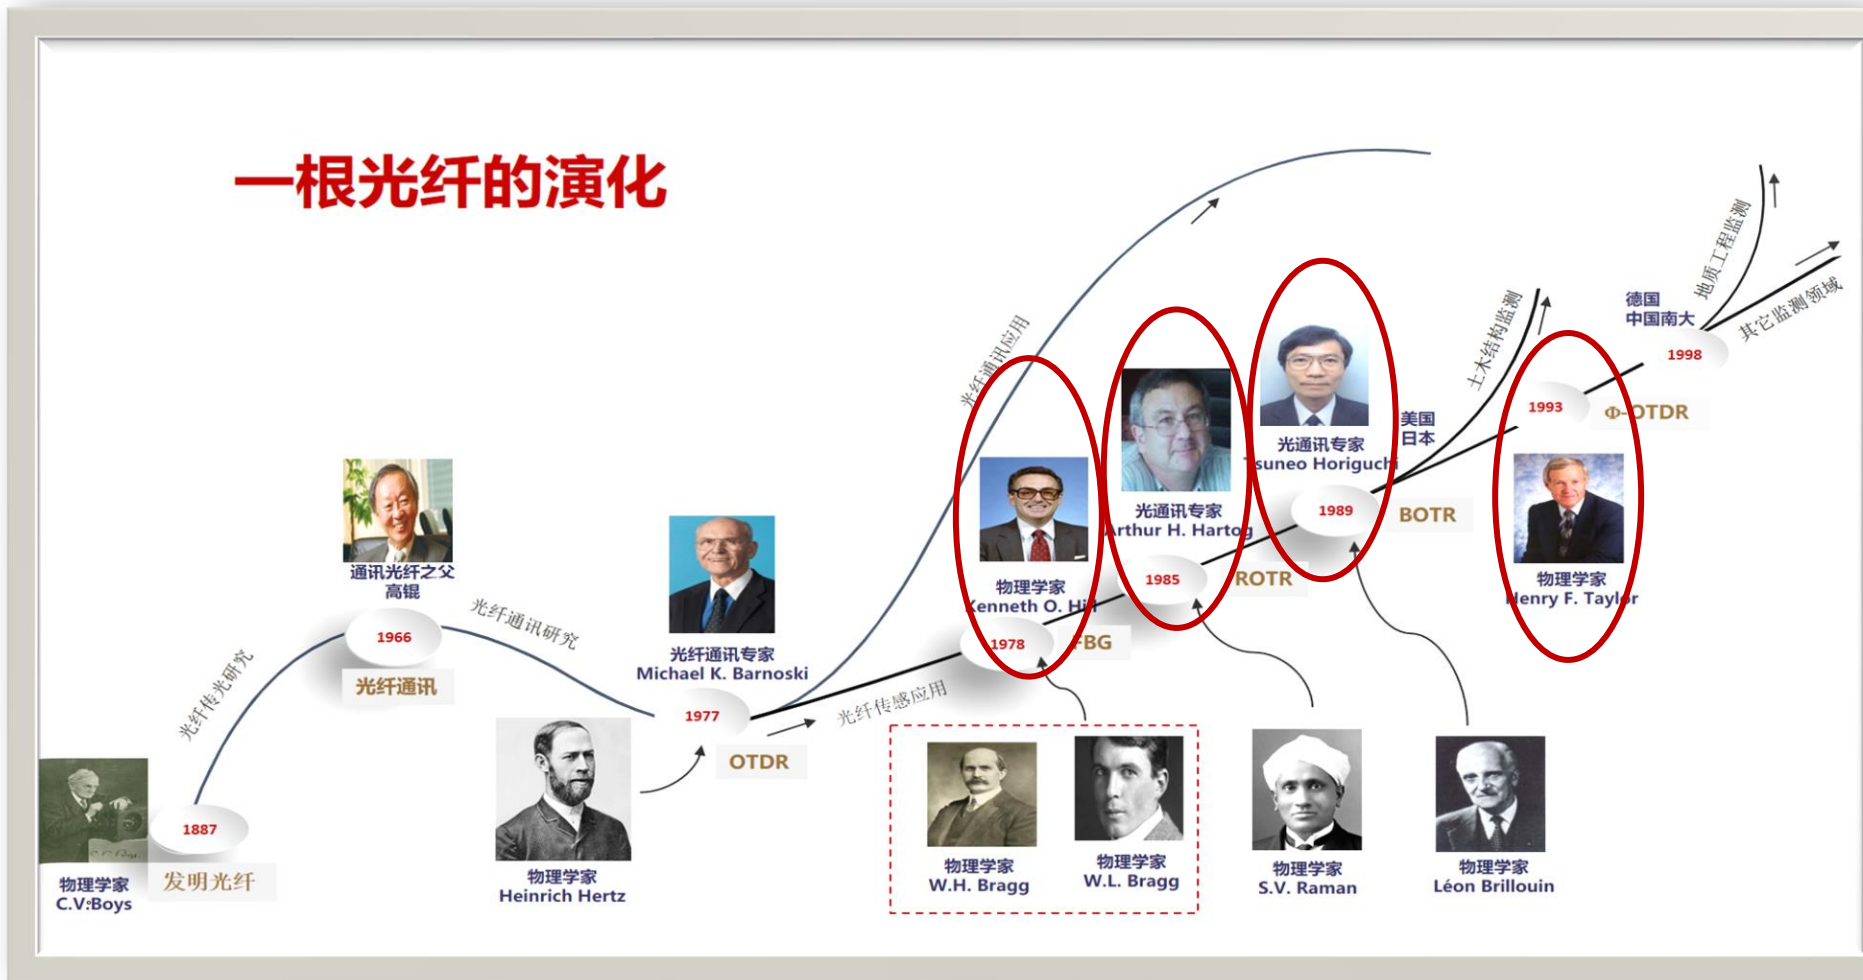 一根光纤的演化
物理学家
C.V.Boys
1887
发明光纤
光纤传光研究
通讯光纤之父
高锟
1966
光纤通讯
光纤通讯研究
光纤通讯专家
Michael K. Barnoski
1977
OTDR
物理学家
Heinrich Hertz
光纤传感应用
光纤通讯应用
物理学家
Kenneth O. Hill
1978
FBG
物理学家
W.H. Bragg
物理学家
W.L. Bragg
光通讯专家
Arthur H. Hartog
1985
ROTR
物理学家
S.V. Raman
光通讯专家
Tsuneo Horiguchi
1989
BOTR
美国
日本
物理学家
Léon Brillouin
土木结构监测
1993
Φ-OTDR
物理学家
Henry F. Taylor
德国
中国南大
1998
地质工程监测
其它监测领域